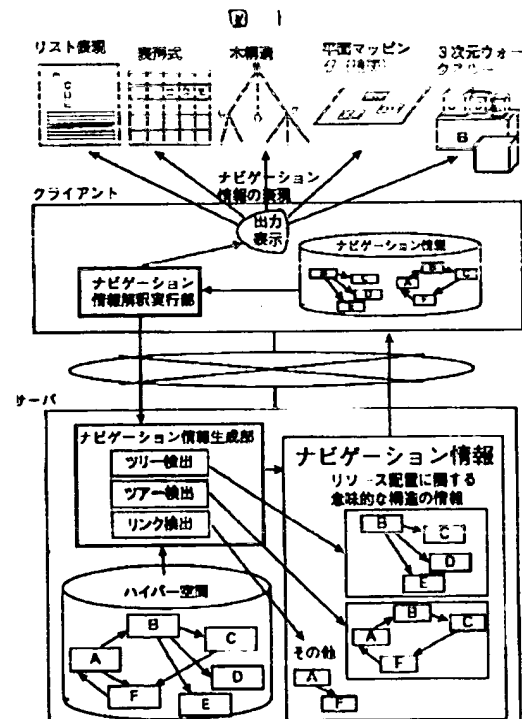 図 1
リスト表現
表形式
木構造
平面マッピン
グ(地図)
3次元ウォー
クスルー
B
ナビゲーション
情報の表現
クライアント
出力
表示
ナビゲーション情報
ナビゲーション
情報解釈実行部
B
C
D
E
B
A
C
F
サーバ
ナビゲーション情報生成部
ツリー検出
ツアー検出
リンク検出
ナビゲーション情報
リソース配置に関する
意味的な構造の情報
B
C
D
E
B
A
C
F
その他
A
F
ハイパー空間
B
C
A
D
F
E